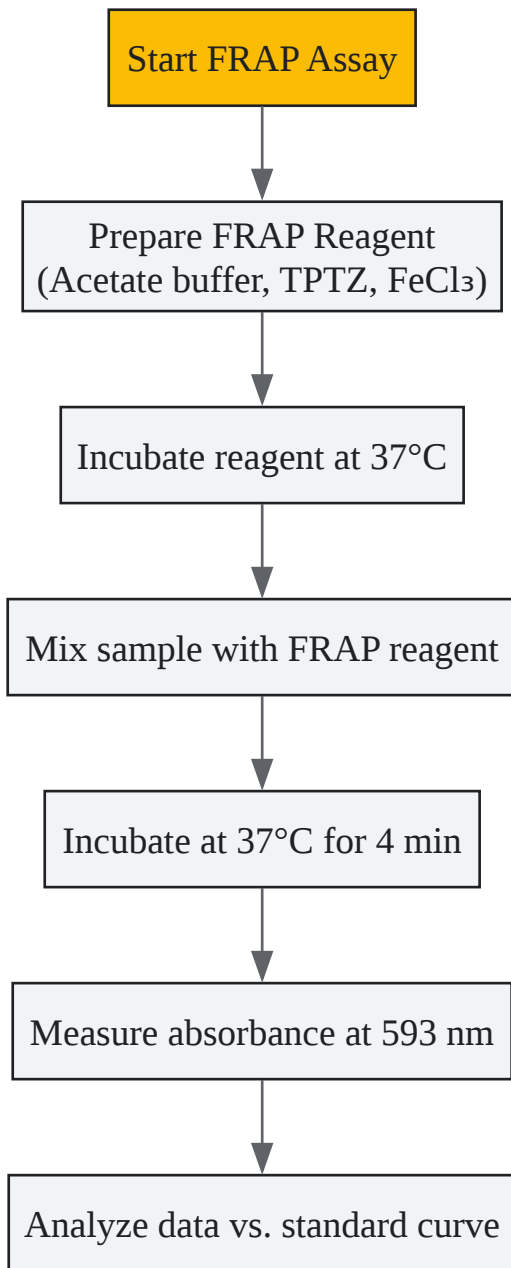 Start FRAP Assay
Prepare FRAP Reagent
(Acetate buffer, TPTZ, FeCl₃)
Incubate reagent at 37°C
Mix sample with FRAP reagent
Incubate at 37°C for 4 min
Measure absorbance at 593 nm
Analyze data vs. standard curve